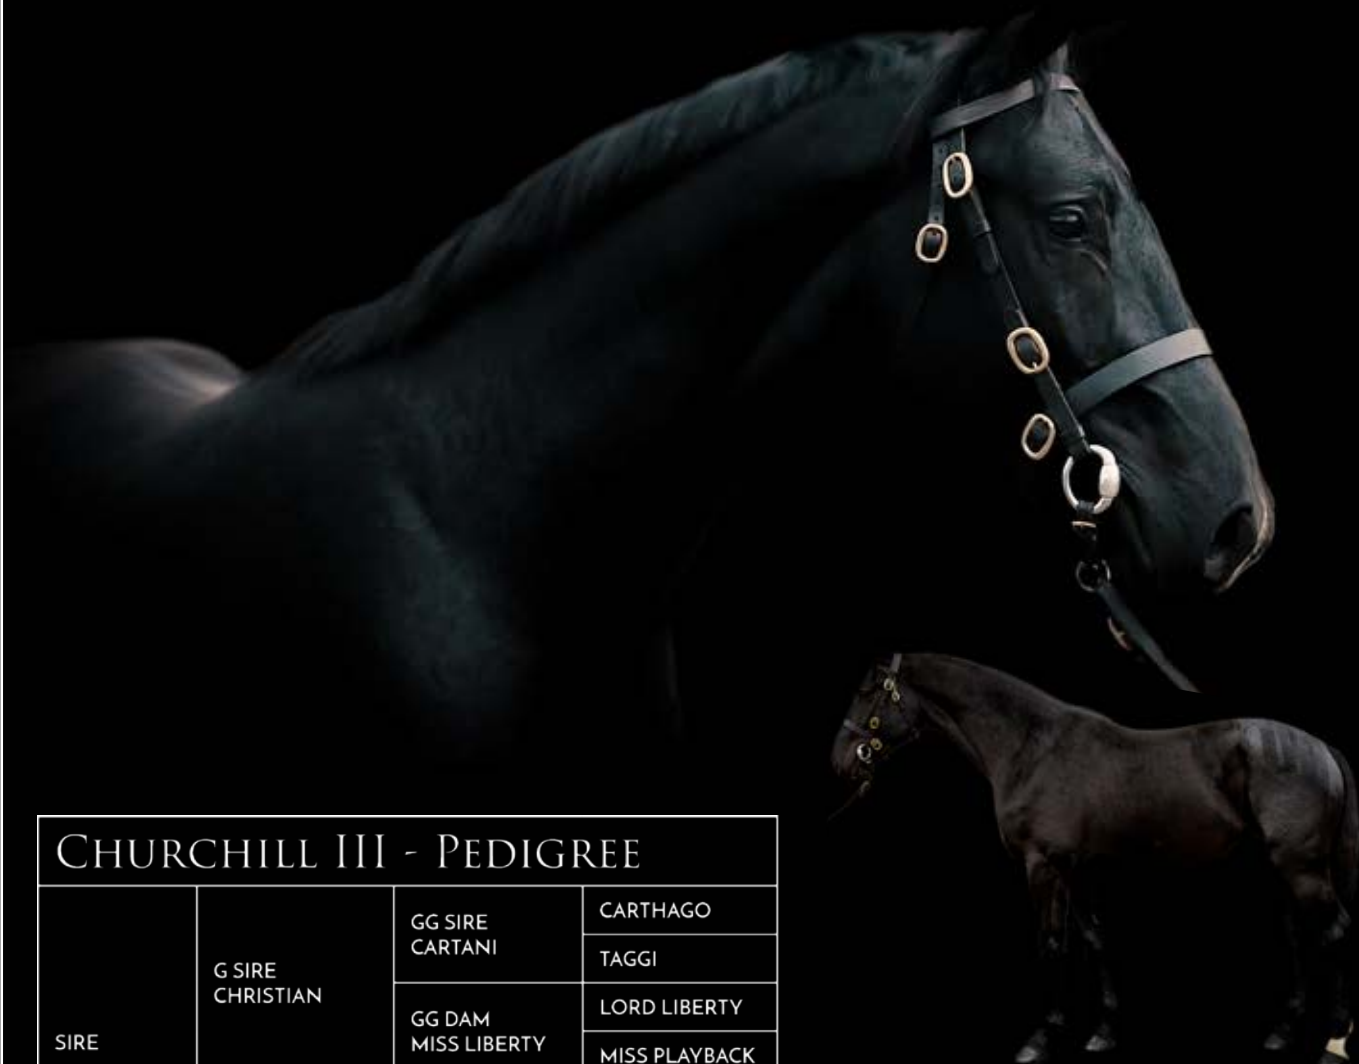 CHURCHILL III - PEDIGREE
SIRE
G SIRE
CHRISTIAN
GG SIRE
CARTANI
GG DAM
MISS LIBERTY
CARTHAGO
TAGGI
LORD LIBERTY
MISS PLAYBACK